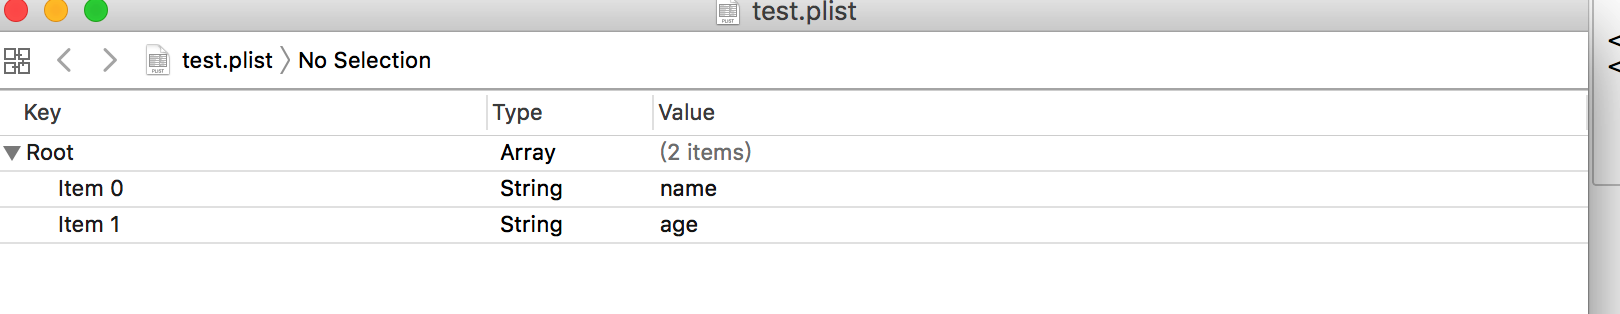 test.plist
test.plist 〉 No Selection
Key Type Value
Root Array (2 items)
Item 0 String name
Item 1 String age